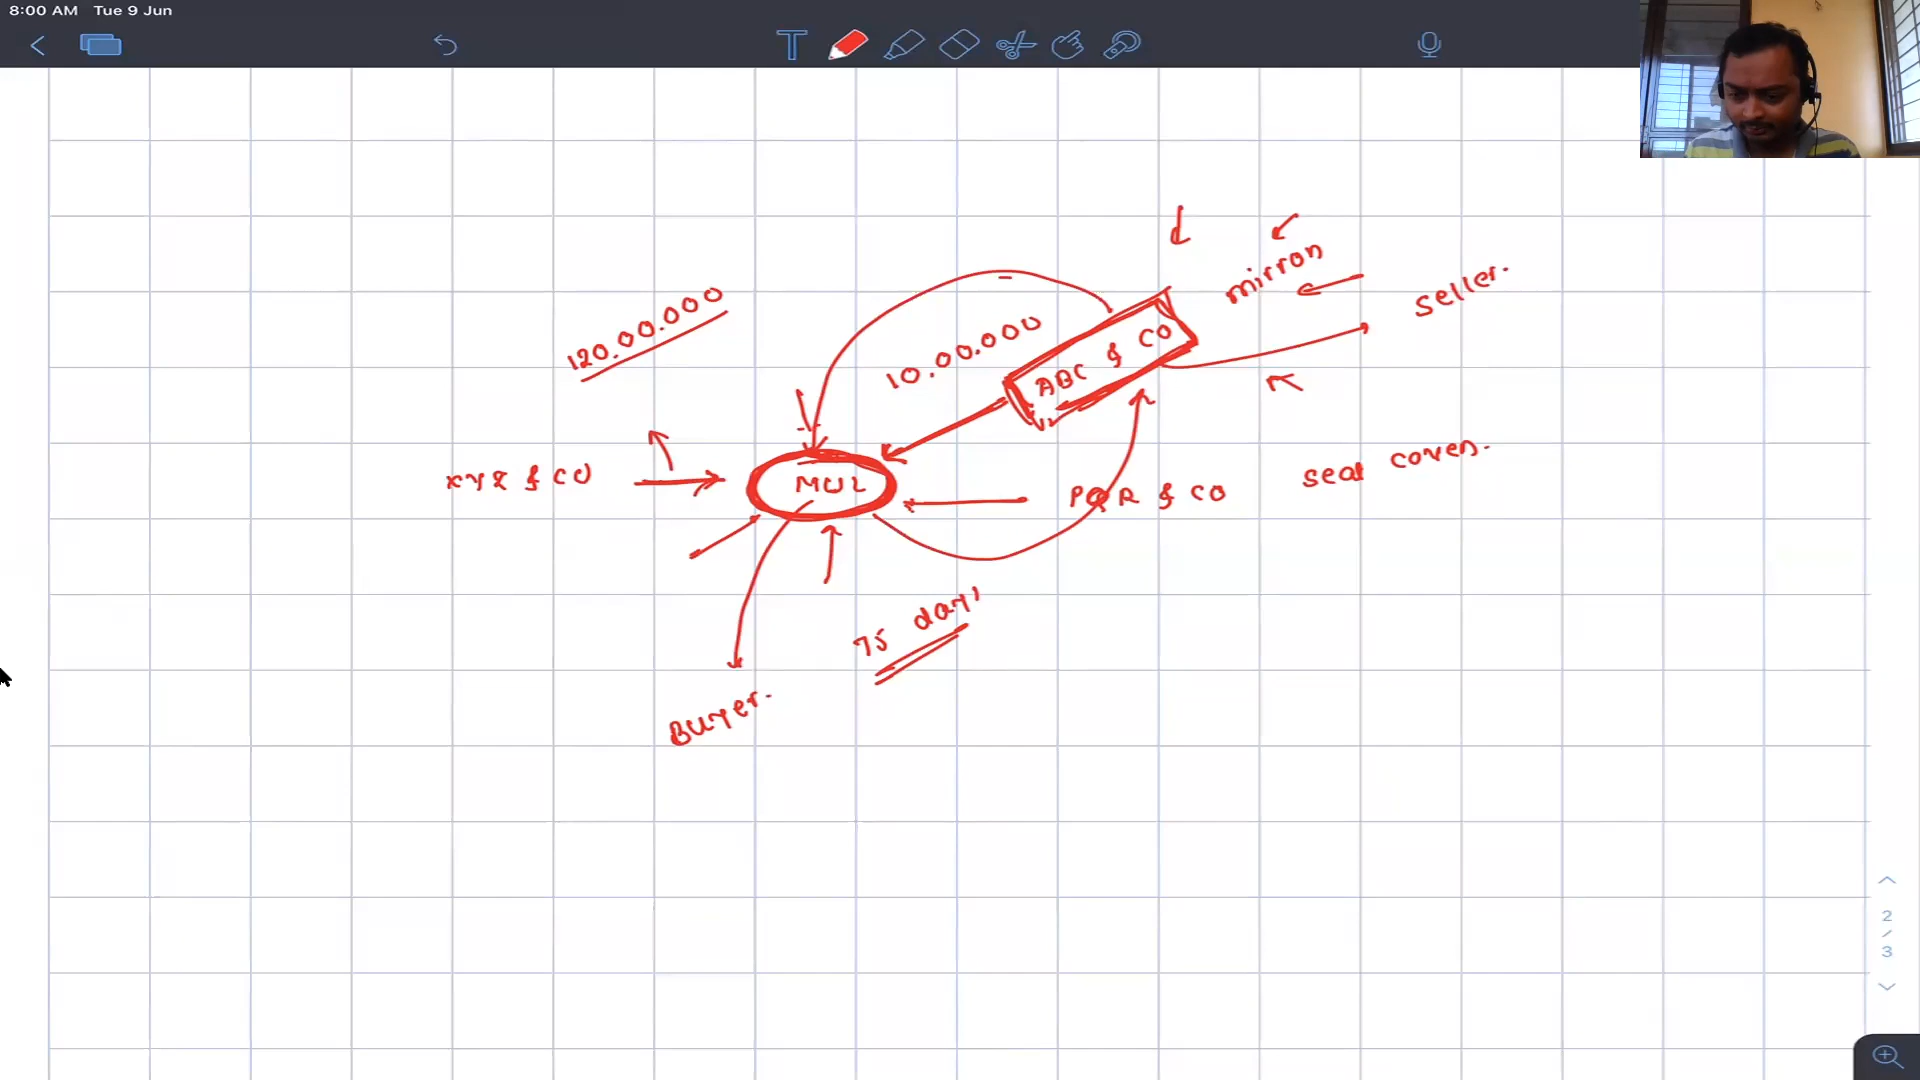 8:00 AM Tue 9 Jun
mirron
seller.
120.00.000
10.00.000
ABC & CO
XYZ & CO
MUL
PQR & CO
seat coven.
75 days
Buyer.
2
/
3